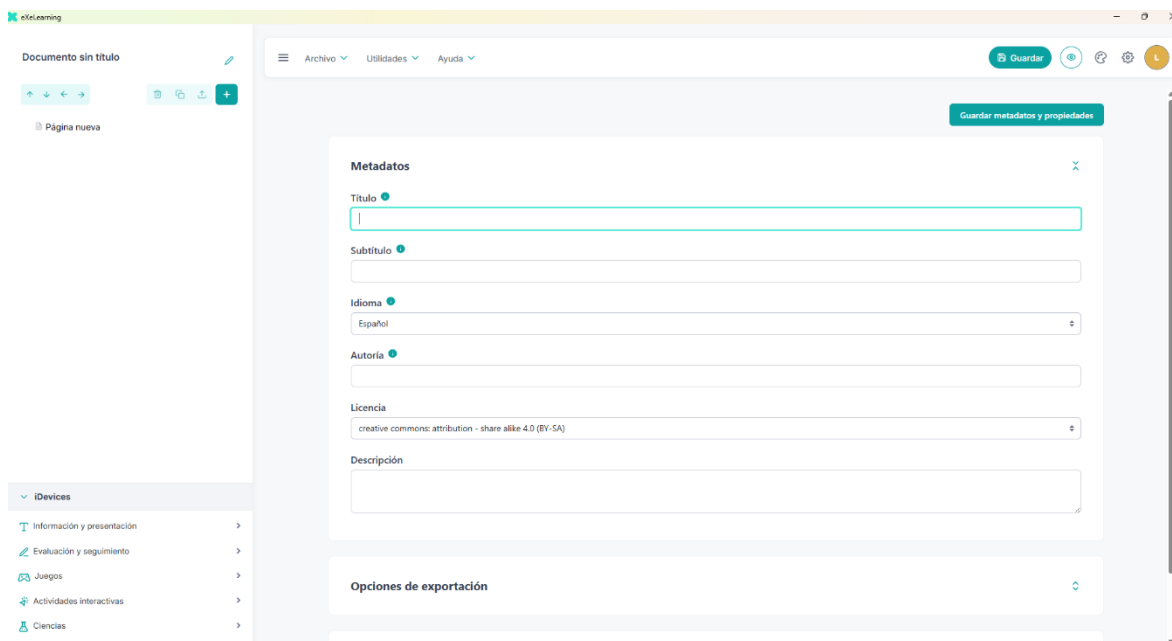 eXeLearning
Documento sin título
Archivo
Utilidades
Ayuda
Guardar
L
Página nueva
Guardar metadatos y propiedades
Metadatos
Título
Subtítulo
Idioma
Español
Autoría
Licencia
creative commons: attribution - share alike 4.0 (BY-SA)
Descripción
iDevices
Información y presentación
Evaluación y seguimiento
Juegos
Actividades interactivas
Ciencias
Opciones de exportación